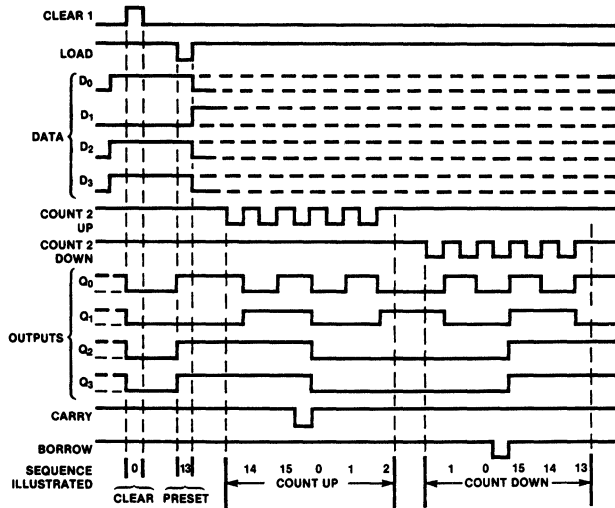 CLEAR 1
LOAD
D0
D1
DATA
D2
D3
COUNT 2
UP
COUNT 2
DOWN
Q0
Q1
OUTPUTS
Q2
Q3
CARRY
BORROW
SEQUENCE
ILLUSTRATED
0 13 14 15 0 1 2 1 0 15 14 13
CLEAR PRESET COUNT UP COUNT DOWN